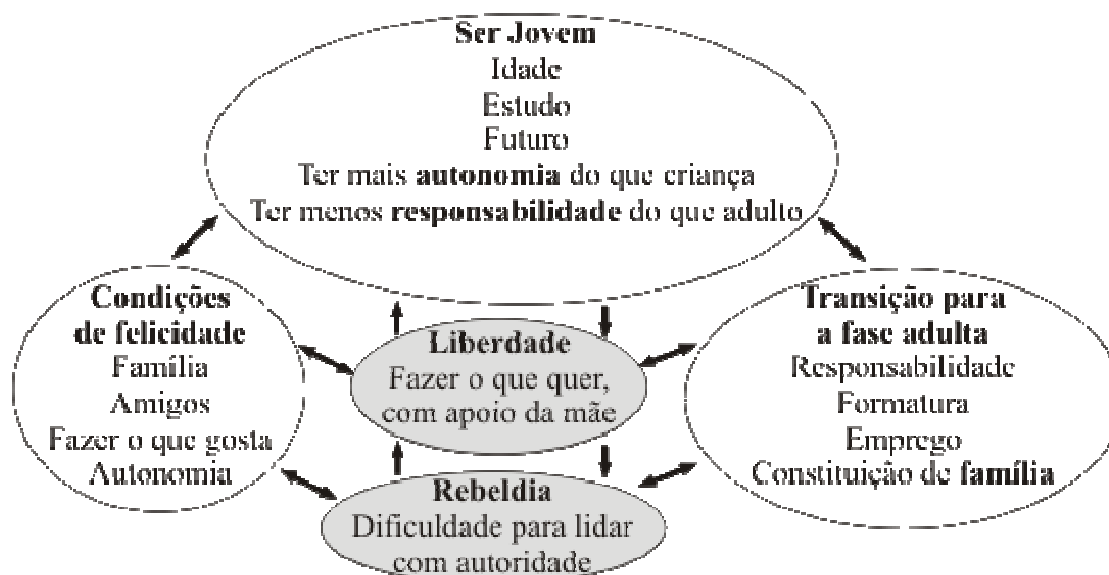 Ser Jovem
Idade
Estudo
Futuro
Ter mais autonomia do que criança
Ter menos responsabilidade do que adulto
Condições
de felicidade
Família
Amigos
Fazer o que gosta
Autonomia
Liberdade
Fazer o que quer,
com apoio da mãe
Rebeldia
Dificuldade para lidar
com autoridade
Transição para
a fase adulta
Responsabilidade
Formatura
Emprego
Constituição de família